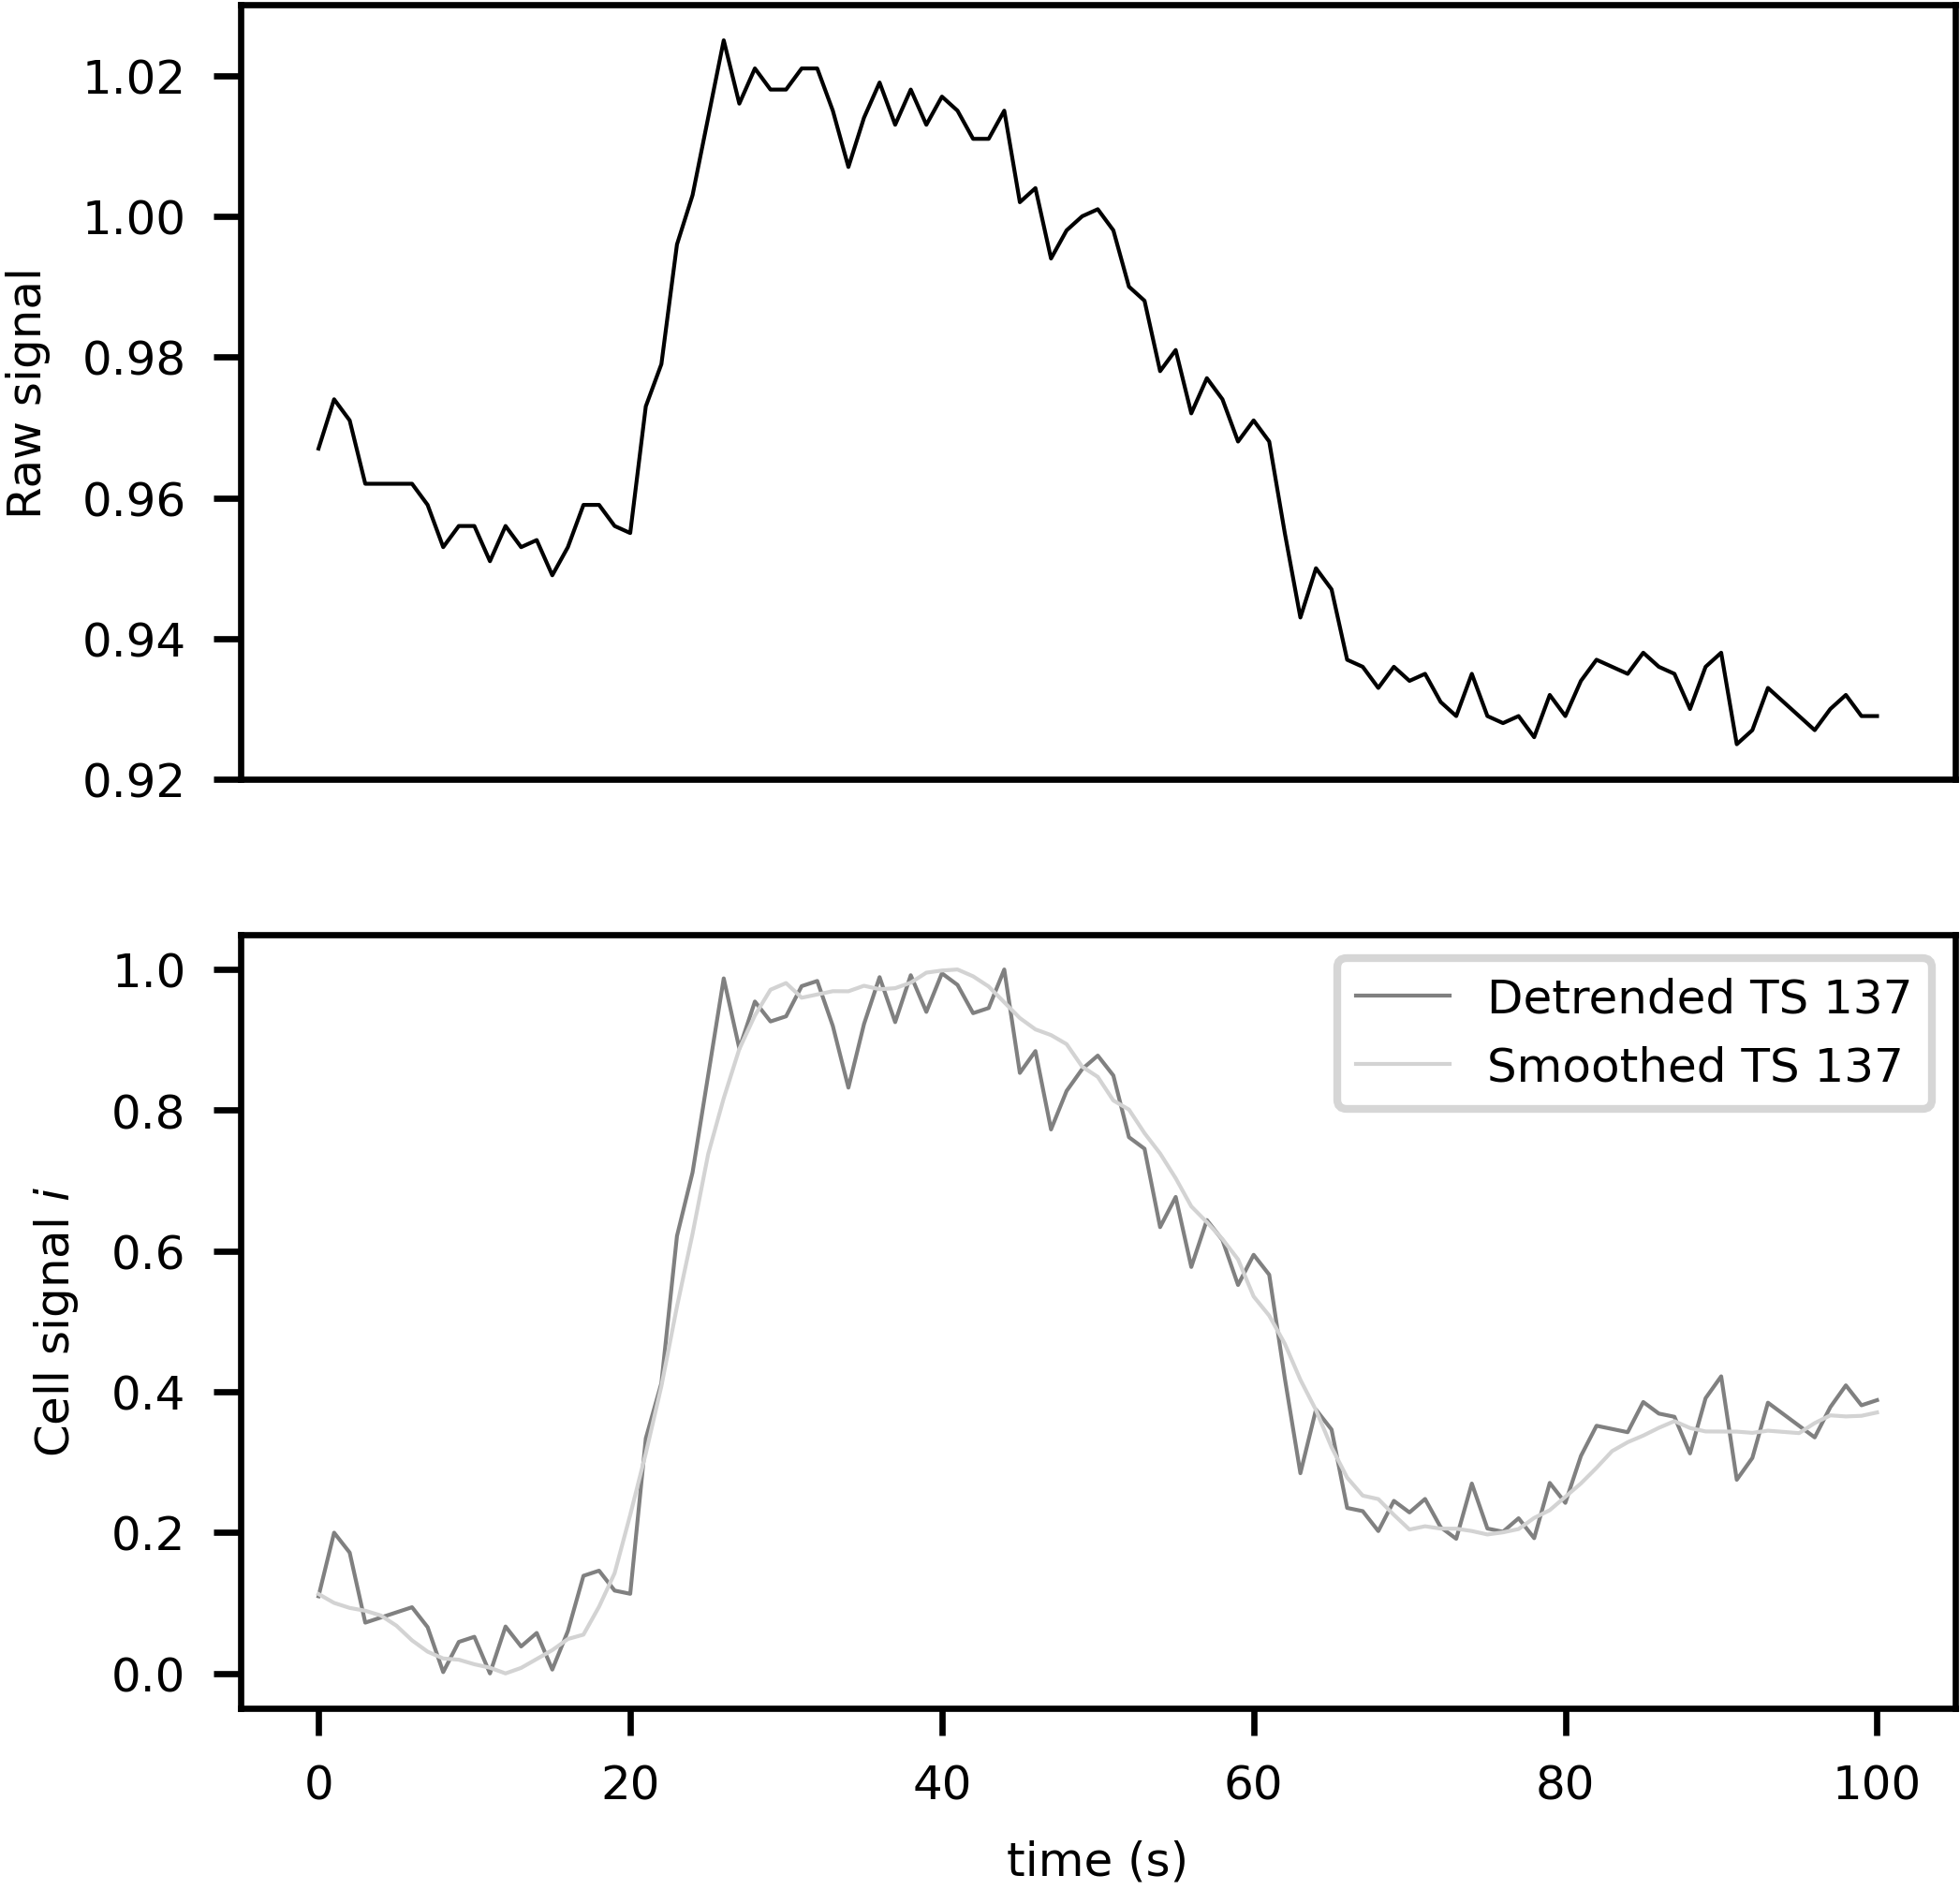 Raw signal
1.02
1.00
0.98
0.96
0.94
0.92
Cell signal i
1.0
0.8
0.6
0.4
0.2
0.0
Detrended TS 137
Smoothed TS 137
0 20 40 60 80 100
time (s)